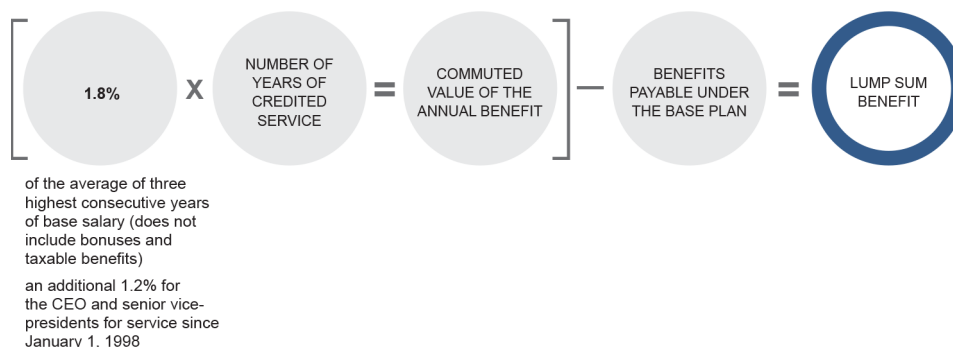 1.8%
X
NUMBER OF
YEARS OF
CREDITED
SERVICE
=
COMMUTED
VALUE OF THE
ANNUAL BENEFIT
—
BENEFITS
PAYABLE UNDER
THE BASE PLAN
=
LUMP SUM
BENEFIT
of the average of three
highest consecutive years
of base salary (does not
include bonuses and
taxable benefits)
an additional 1.2% for
the CEO and senior vice-
presidents for service since
January 1, 1998